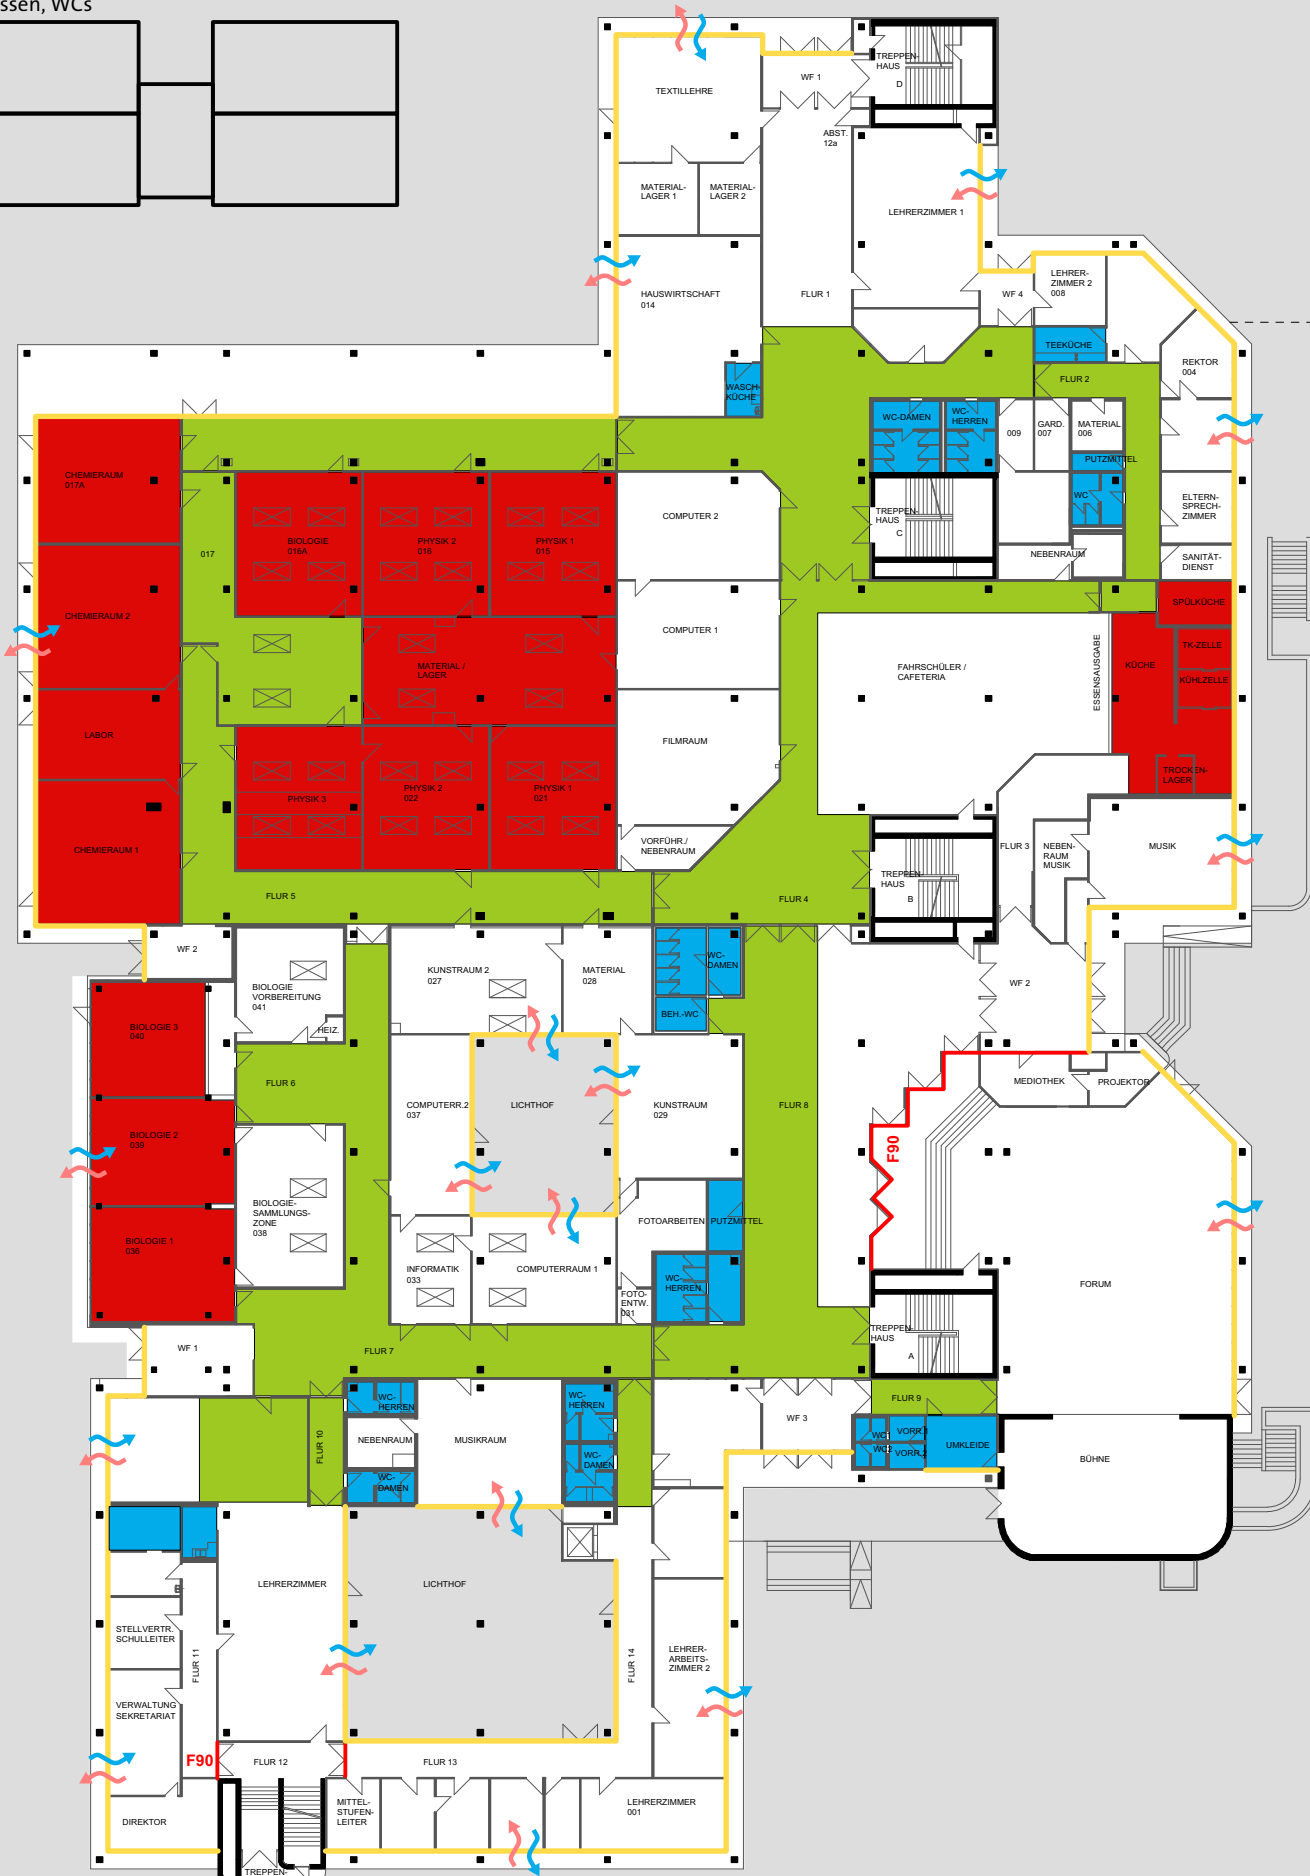 ssen, WCs
TREPPEN-
HAUS
D
WF 1
TEXTILLEHRE
ABST.
12a
MATERIAL-
LAGER 1
MATERIAL-
LAGER 2
LEHRERZIMMER 1
HAUSWIRTSCHAFT
014
FLUR 1
WF 4
LEHRER-
ZIMMER 2
008
TEEKÜCHE
REKTOR
004
FLUR 2
WASCH-
KÜCHE
WC-DAMEN
WC-
HERREN
009
GARD.
007
MATERIAL
006
PUTZMITTEL
WC
CHEMIERAUM
017A
COMPUTER 2
TREPPEN-
HAUS
C
ELTERN-
SPRECH-
ZIMMER
017
BIOLOGIE
016A
PHYSIK 2
016
PHYSIK 1
015
NEBENRAUM
SANITÄT-
DIENST
SPÜLKÜCHE
CHEMIERAUM 2
COMPUTER 1
MATERIAL /
LAGER
FAHRSCHÜLER /
CAFETERIA
ESSENSAUSGABE
KÜCHE
TK-ZELLE
KÜHLZELLE
LABOR
FILMRAUM
TROCKEN-
LAGER
PHYSIK 3
PHYSIK 2
022
PHYSIK 1
021
CHEMIERAUM 1
VORFÜHR./
NEBENRAUM
FLUR 3
NEBEN-
RAUM
MUSIK
MUSIK
TREPPEN
HAUS
B
FLUR 5
FLUR 4
WF 2
BIOLOGIE
VORBEREITUNG
041
KUNSTRAUM 2
027
MATERIAL
028
WC-
DAMEN
WF 2
BEH.-WC
HEIZ.
BIOLOGIE 3
040
FLUR 6
COMPUTERR.2
037
LICHTHOF
KUNSTRAUM
029
FLUR 8
MEDIOTHEK
PROJEKTOR
F90
BIOLOGIE 2
039
BIOLOGIE-
SAMMLUNGS-
ZONE
038
FOTOARBEITEN
PUTZMITTEL
BIOLOGIE 1
036
INFORMATIK
033
COMPUTERRAUM 1
WC-
HERREN
FOTO-
ENTW.
031
FORUM
TREPPEN-
HAUS
A
WF 1
FLUR 7
WC-
HERREN
WC-
HERREN
FLUR 9
FLUR 10
NEBENRAUM
MUSIKRAUM
WF 3
WC1
VORR.1
WC2
VORR.2
UMKLEIDE
BÜHNE
WC-
DAMEN
WC-
DAMEN
LEHRERZIMMER
LICHTHOF
STELLVERTR.
SCHULLEITER
FLUR 11
FLUR 14
LEHRER-
ARBEITS-
ZIMMER 2
VERWALTUNG
SEKRETARIAT
F90
FLUR 12
FLUR 13
DIREKTOR
MITTEL-
STUFEN-
LEITER
LEHRERZIMMER
001
TREPPEN-